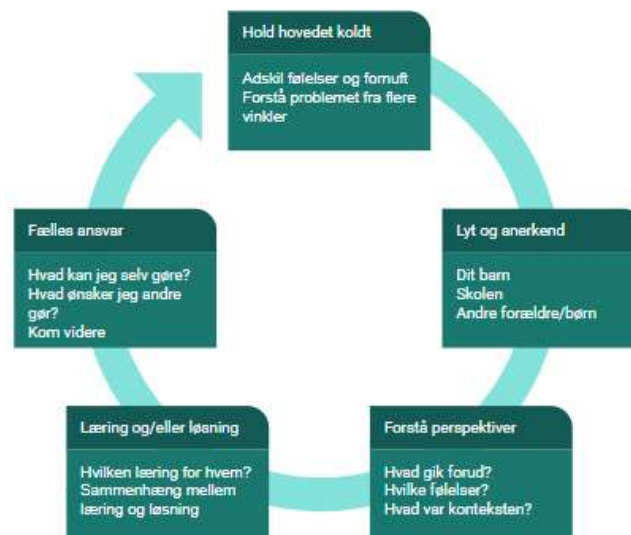 Hold hovedet koldt
Adskil følelser og fornuft
Forstå problemet fra flere
vinkler
Lyt og anerkend
Dit barn
Skolen
Andre forældre/børn
Forstå perspektiver
Hvad gik forud?
Hvilke følelser?
Hvad var konteksten?
Læring og/eller løsning
Hvilken læring for hvem?
Sammenhæng mellem
læring og løsning
Fælles ansvar
Hvad kan jeg selv gøre?
Hvad ønsker jeg andre
gør?
Kom videre